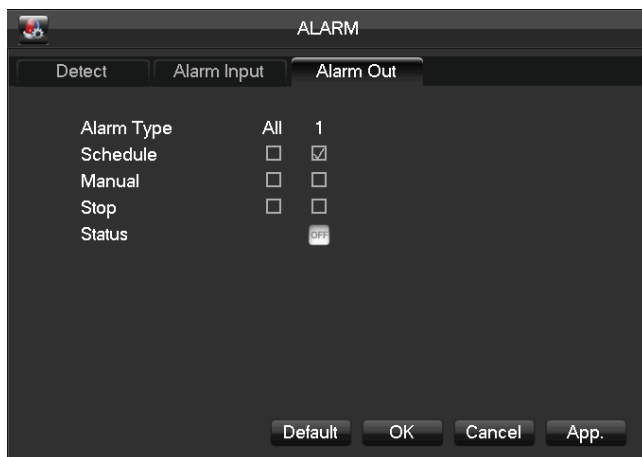 ALARM
Detect Alarm Input Alarm Out
Alarm Type All 1
Schedule
Manual
Stop
Status OFF
Default OK Cancel App.